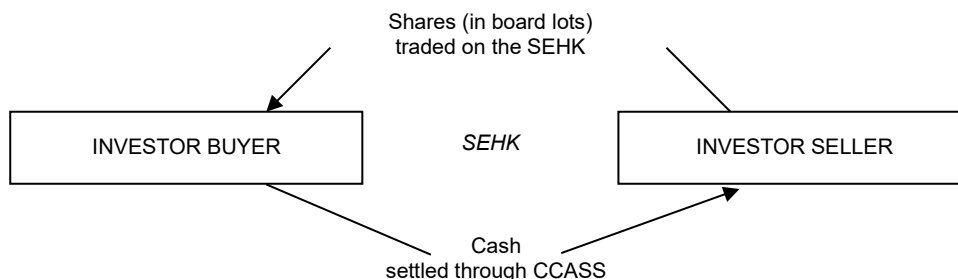 Shares (in board lots)
traded on the SEHK
INVESTOR BUYER
SEHK
INVESTOR SELLER
Cash
settled through CCASS